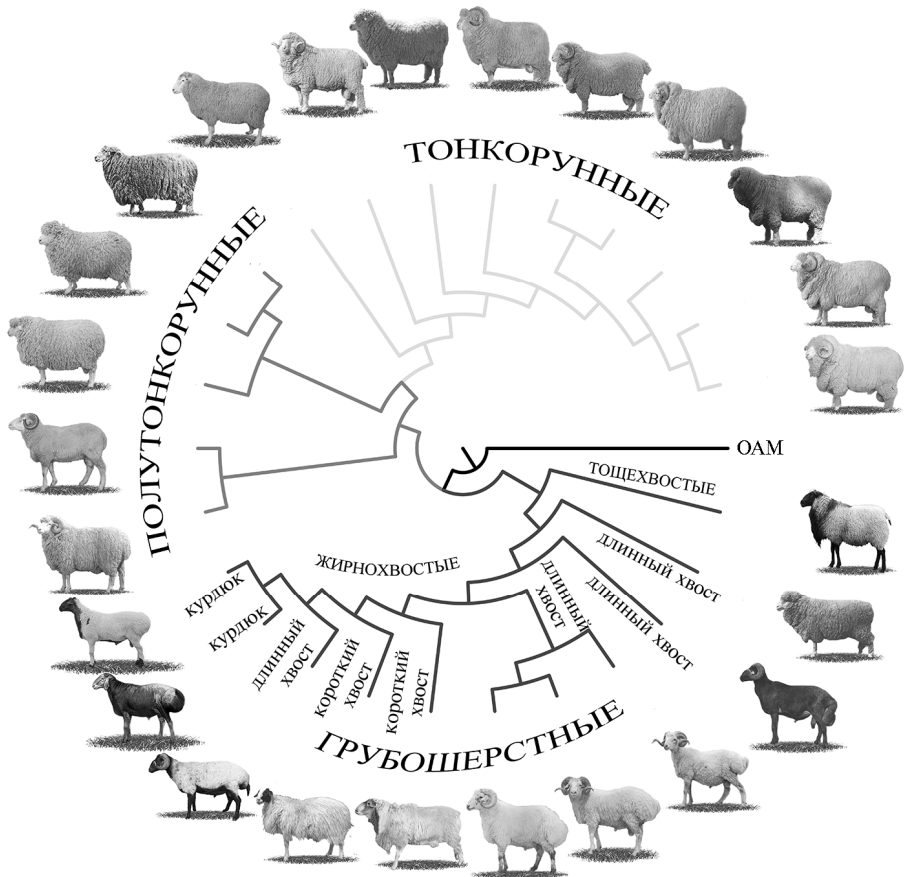 ТОНКОРУННЫЕ
ПОЛУТОНКОРУННЫЕ
ОАМ
ТОЩЕХВОСТЫЕ
ДЛИННЫЙ ХВОСТ
ДЛИННЫЙ ХВОСТ
ДЛИННЫЙ
ХВОСТ
ЖИРНОХВОСТЫЕ
КУРДЮК
КУРДЮК
ДЛИННЫЙ
ХВОСТ
КОРОТКИЙ
ХВОСТ
КОРОТКИЙ
ХВОСТ
ГРУБОШЕРСТНЫЕ